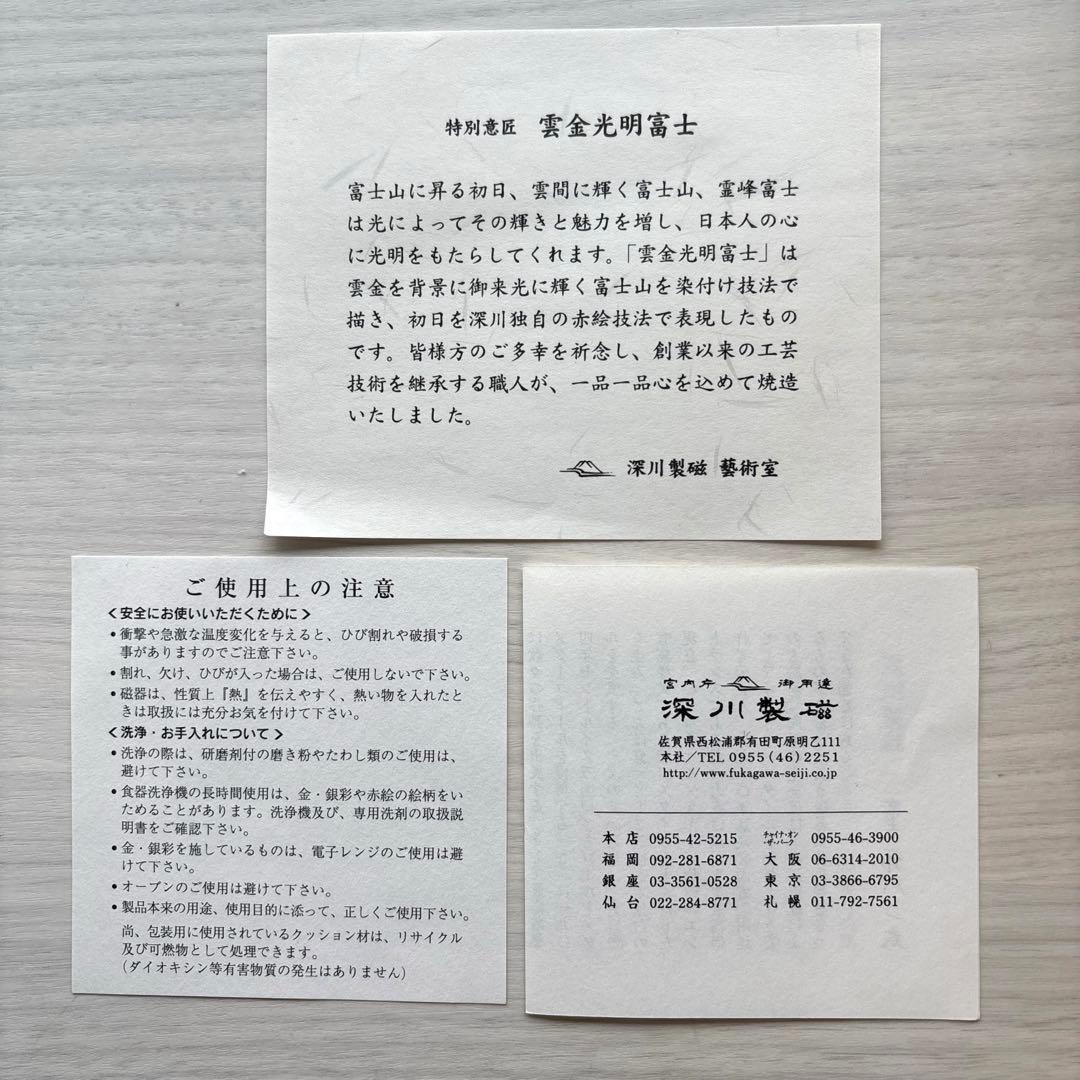 特別意匠 雲金光明富士
富士山に昇る初日、雲間に輝く富士山、霊峰富士
は光によってその輝きと魅力を増し、日本人の心
に光明をもたらしてくれます。「雲金光明富士」は
雲金を背景に御来光に輝く富士山を染付け技法で
描き、初日を深川独自の赤絵技法で表現したもの
です。皆様方のご多幸を祈念し、創業以来の工芸
技術を継承する職人が、一品一品心を込めて焼造
いたしました。
深川製磁 藝術室
ご使用上の注意
<安全にお使いいただくために>
•衝撃や急激な温度変化を与えると、ひび割れや破損する
事がありますのでご注意下さい。
•割れ、欠け、ひびが入った場合は、ご使用しないで下さい。
•磁器は、性質上『熱』を伝えやすく、熱い物を入れたと
きは取扱には充分お気を付けて下さい。
<洗浄・お手入れについて>
•洗浄の際は、研磨剤付の磨き粉やたわし類のご使用は、
避けて下さい。
•食器洗浄機の長時間使用は、金・銀彩や赤絵の絵柄をい
ためることがあります。洗浄機及び、専用洗剤の取扱説
明書をご確認下さい。
•金・銀彩を施しているものは、電子レンジのご使用は避
けて下さい。
•オーブンのご使用は避けて下さい。
•製品本来の用途、使用目的に添って、正しくご使用下さい。
尚、包装用に使用されているクッション材は、リサイクル
及び可燃物として処理できます。
(ダイオキシン等有害物質の発生はありません)
宮内庁 御用達
深川製磁
佐賀県西松浦郡有田町原明乙111
本社/TEL 0955(46)2251
http://www.fukagawa-seiji.co.jp
本店 0955-42-5215 チャイナ・オン・ザ・パーク 0955-46-3900
福岡 092-281-6871 大阪 06-6314-2010
銀座 03-3561-0528 東京 03-3866-6795
仙台 022-284-8771 札幌 011-792-7561